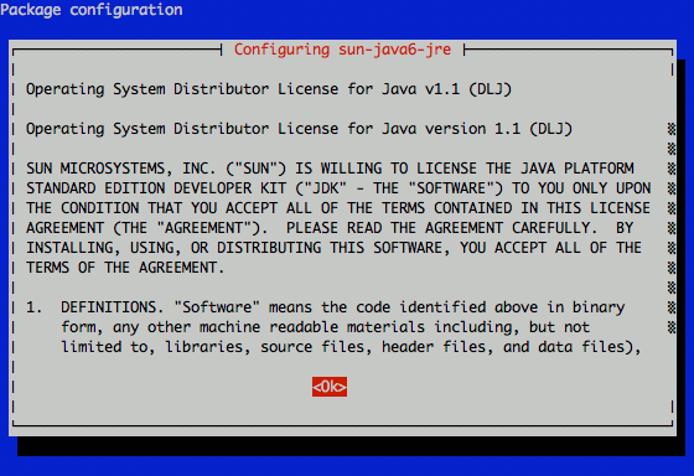 Package configuration
Configuring sun-java6-jre
Operating System Distributor License for Java v1.1 (DLJ)
Operating System Distributor License for Java version 1.1 (DLJ)
SUN MICROSYSTEMS, INC. ("SUN") IS WILLING TO LICENSE THE JAVA PLATFORM
STANDARD EDITION DEVELOPER KIT ("JDK" - THE "SOFTWARE") TO YOU ONLY UPON
THE CONDITION THAT YOU ACCEPT ALL OF THE TERMS CONTAINED IN THIS LICENSE
AGREEMENT (THE "AGREEMENT").  PLEASE READ THE AGREEMENT CAREFULLY.  BY
INSTALLING, USING, OR DISTRIBUTING THIS SOFTWARE, YOU ACCEPT ALL OF THE
TERMS OF THE AGREEMENT.
1.  DEFINITIONS. "Software" means the code identified above in binary
form, any other machine readable materials including, but not
limited to, libraries, source files, header files, and data files),
<Ok>